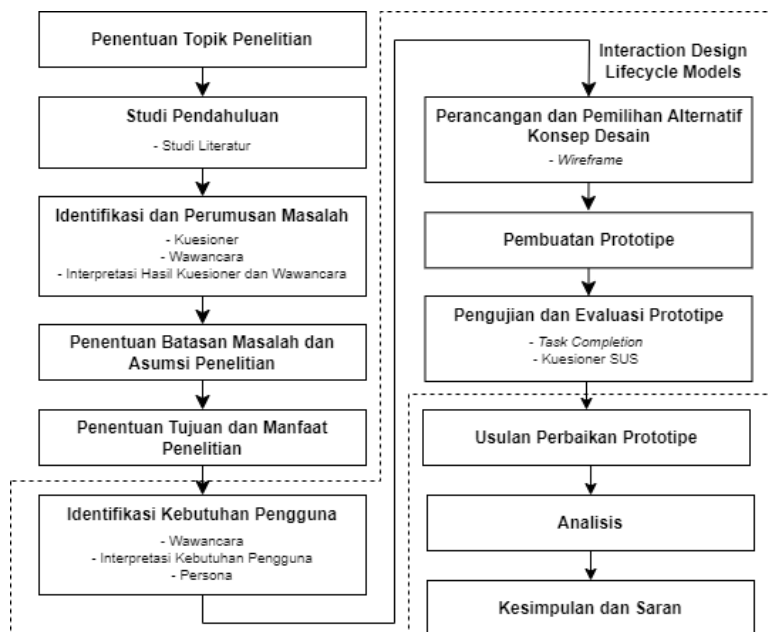 Penentuan Topik Penelitian
Studi Pendahuluan
- Studi Literatur
Identifikasi dan Perumusan Masalah
- Kuesioner
- Wawancara
- Interpretasi Hasil Kuesioner dan Wawancara
Penentuan Batasan Masalah dan
Asumsi Penelitian
Penentuan Tujuan dan Manfaat
Penelitian
Identifikasi Kebutuhan Pengguna
- Wawancara
- Interpretasi Kebutuhan Pengguna
- Persona
Interaction Design
Lifecycle Models
Perancangan dan Pemilihan Alternatif
Konsep Desain
- Wireframe
Pembuatan Prototipe
Pengujian dan Evaluasi Prototipe
- Task Completion
- Kuesioner SUS
Usulan Perbaikan Prototipe
Analisis
Kesimpulan dan Saran